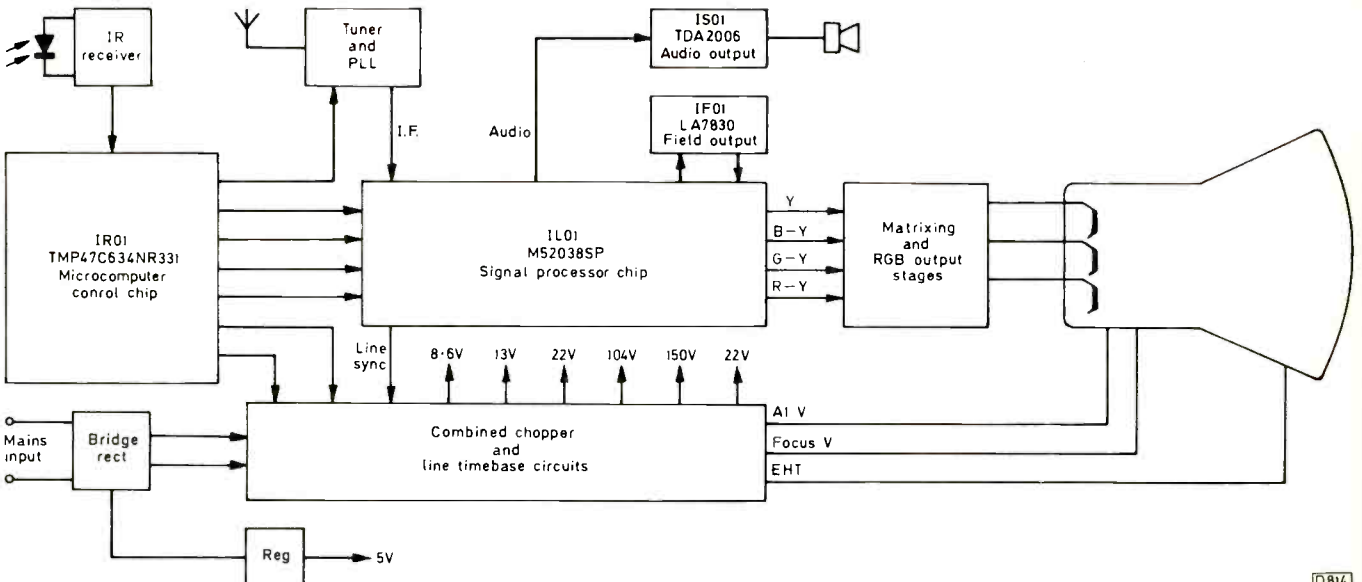 IR
receiver
Tuner
and
PLL
IS01
TDA2006
Audio output
I.F.
Audio
IF01
LA7830
Field output
IR01
TMP47C634NR331
Microcomputer
conrol chip
IL01
M52038SP
Signal processor chip
Y
B-Y
G-Y
R-Y
Matrixing
and
RGB output
stages
Line
sync
8·6V
13V
22V
104V
150V
22V
Mains
input
Bridge
rect
Combined chopper
and
line timebase circuits
A1 V
Focus V
EHT
Reg
5V
D814